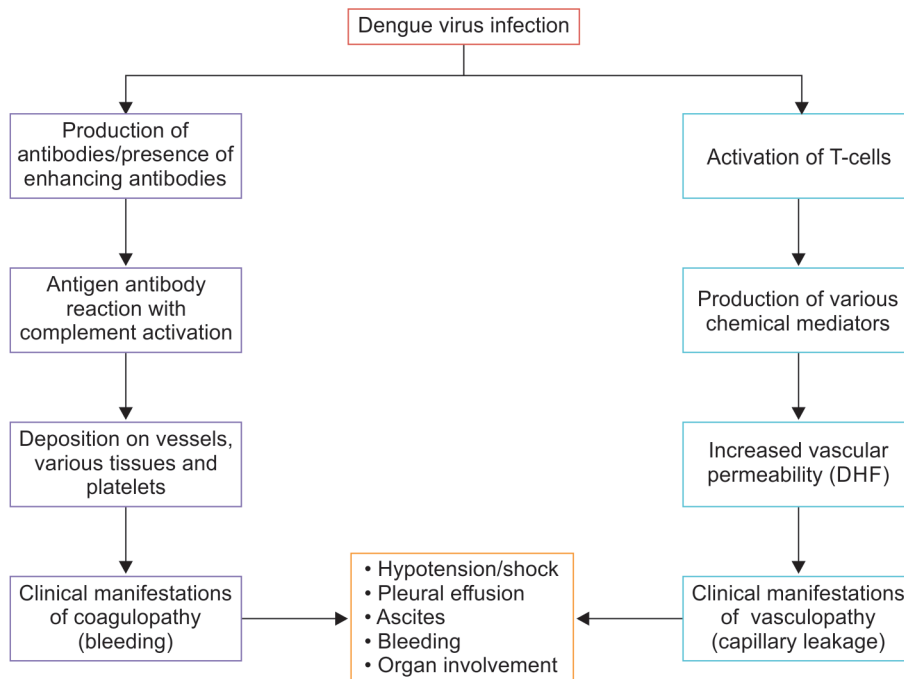 Dengue virus infection
Production of
antibodies/presence of
enhancing antibodies
Activation of T-cells
Antigen antibody
reaction with
complement activation
Production of various
chemical mediators
Deposition on vessels,
various tissues and
platelets
Increased vascular
permeability (DHF)
Clinical manifestations
of coagulopathy
(bleeding)
• Hypotension/shock
• Pleural effusion
• Ascites
• Bleeding
• Organ involvement
Clinical manifestations
of vasculopathy
(capillary leakage)